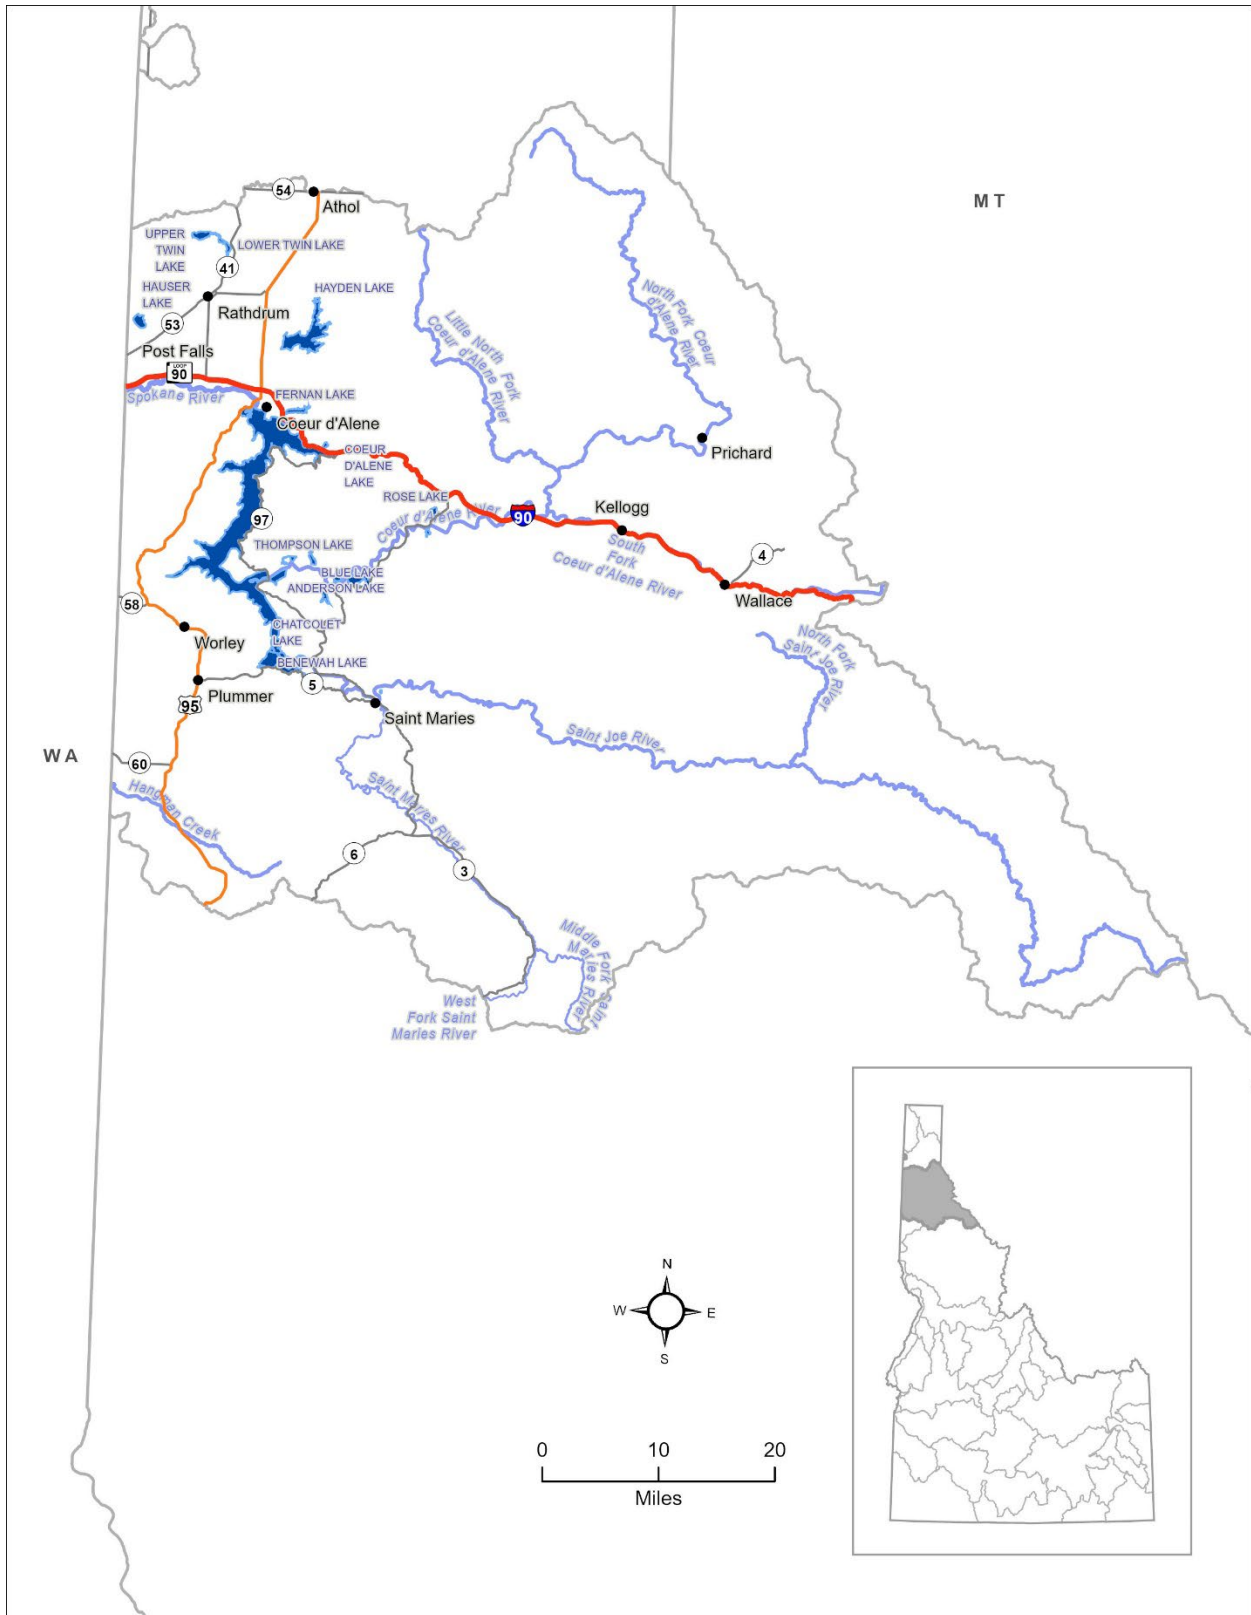 MT
54
Athol
UPPER
TWIN
LAKE
LOWER TWIN LAKE
41
HAUSER
LAKE
HAYDEN LAKE
53
Rathdrum
Post Falls
LOOP
90
Spokane River
FERNAN LAKE
Coeur d'Alene
Little North Fork
Coeur d'Alene River
North Fork Coeur
d'Alene River
Prichard
COEUR
D'ALENE
LAKE
ROSE LAKE
Coeur d'Alene River
90
Kellogg
97
South
Fork
Coeur d'Alene River
4
THOMPSON LAKE
BLUE LAKE
ANDERSON LAKE
Wallace
58
Worley
CHATCOLET
LAKE
North Fork
Saint Joe River
BENEWAH LAKE
5
Plummer
95
Saint Maries
WA
Saint Joe River
60
Hangman Creek
Saint Maries River
6
3
Middle Fork Saint
Maries River
West
Fork Saint
Maries River
N
W
E
S
0
10
20
Miles